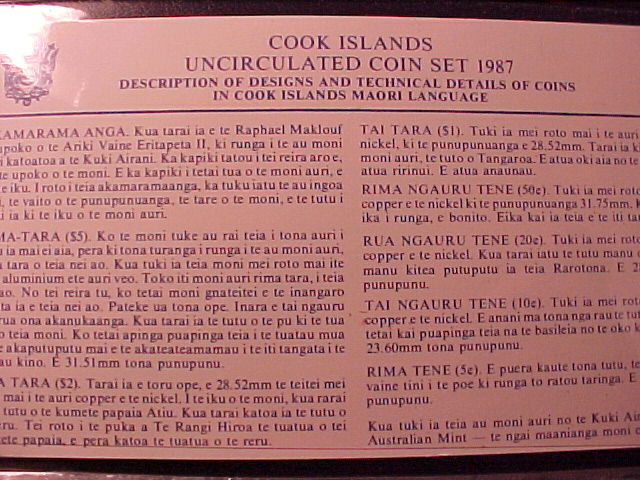 COOK ISLANDS
UNCIRCULATED COIN SET 1987
DESCRIPTION OF DESIGNS AND TECHNICAL DETAILS OF COINS
IN COOK ISLANDS MAORI LANGUAGE
KAMARAMA ANGA. Kua tarai ia e te Raphael Maklouf
upoko o te Ariki Vaine Eritapeta II, ki runga i te au moni
i katoatoa a te Kuki Airani. Ka kapiki tatou i tei reira aro e,
te upoko o te moni. E ka kapiki i tetai tua o te moni auri, e
te iku. I roto i teia akamaramaanga, ka tuku iatu te au ingoa
i, te vaito o te punupunuanga, te tare o te moni, e te tutu i
i ia ki te iku o te moni auri.
MA-TARA ($5). Ko te moni tuke au rai teia i tona auri i
u ia mai ei aia, pera ki tona turanga i runga i te au moni auri,
tara o teia nei ao. Kua tuki ia teia moni mei roto mai ite
aluminium ete auri veo. Toko iti moni auri rima tara, i teia
ao. No tei reira tu, ko tetai moni gnateitei e te inangaro
ta ia e teia nei ao. Pateke ua tona ope. Inara e tai ngauru
rua ona akanukaanga. Kua tarai ia te tutu o te pu ki te tua
o teia moni. Ko tetai apinga puapinga teia i te tuatau mua
e akaputuputu mai e te akateateamamau i te iti tangata i te
au kino. E 31.51mm tona punupunu.
A TARA ($2). Tarai ia e toru ope, e 28.52mm te teitei mei
mai i te auri copper e te nickel. I te iku o te moni, kua rarai
tutu o te kumete papaia Atiu. Kua tarai katoa ia te tutu o
ru. Tei roto i te puka a Te Rangi Hiroa te tuatua o tei
ete papaia, e pera katoa te tuatua o te reru.
TAI TARA ($1). Tuki ia mei roto mai i te auri
nickel, ki te punupunuanga e 28.52mm. Tarai ia
moni auri, te tuto o Tangaroa. E atua oki aia no te
atua ririnui. E atua anaunau.
RIMA NGAURU TENE (50¢). Tuki ia mei roto
copper e te nickel ki te punupunuanga 31.75mm. K
ika i runga, e bonito. Eika kai ia teia e te iti tan
RUA NGAURU TENE (20¢). Tuki ia mei roto
copper e te nickel. Kua tarai iatu te tutu manu o
manu kitea putuputu ia teia Rarotonga. E 28
punupunu.
TAI NGAURU TENE (10¢). Tuki ia mei roto
copper e te nickel. E anani ma tona nga rau te tutu
tetai kai puapinga teia na te basileia no te oko k
23.60mm tona punupunu.
RIMA TENE (5¢). E puera kaute tona tutu, te
vaine tini i te poe ki runga to ratou taringa. E
punupunu.
Kua tuki ia teia au moni auri no te Kuki Air
Australian Mint — te ngai maanianga moni o